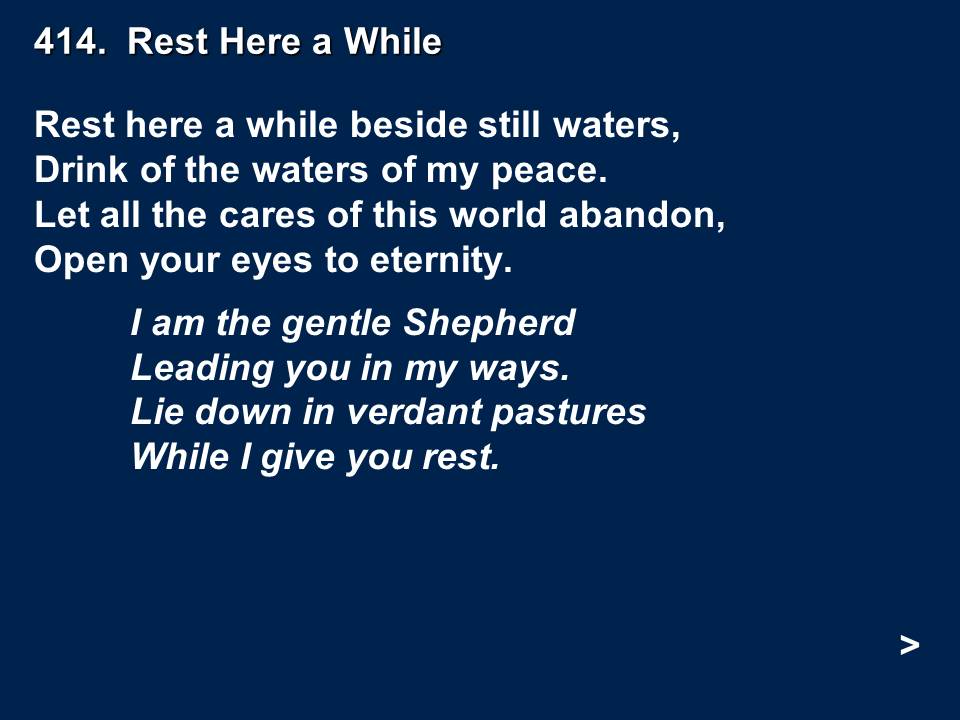 414.  Rest Here a While
Rest here a while beside still waters,
Drink of the waters of my peace.
Let all the cares of this world abandon,
Open your eyes to eternity.
I am the gentle Shepherd
Leading you in my ways.
Lie down in verdant pastures
While I give you rest.
>